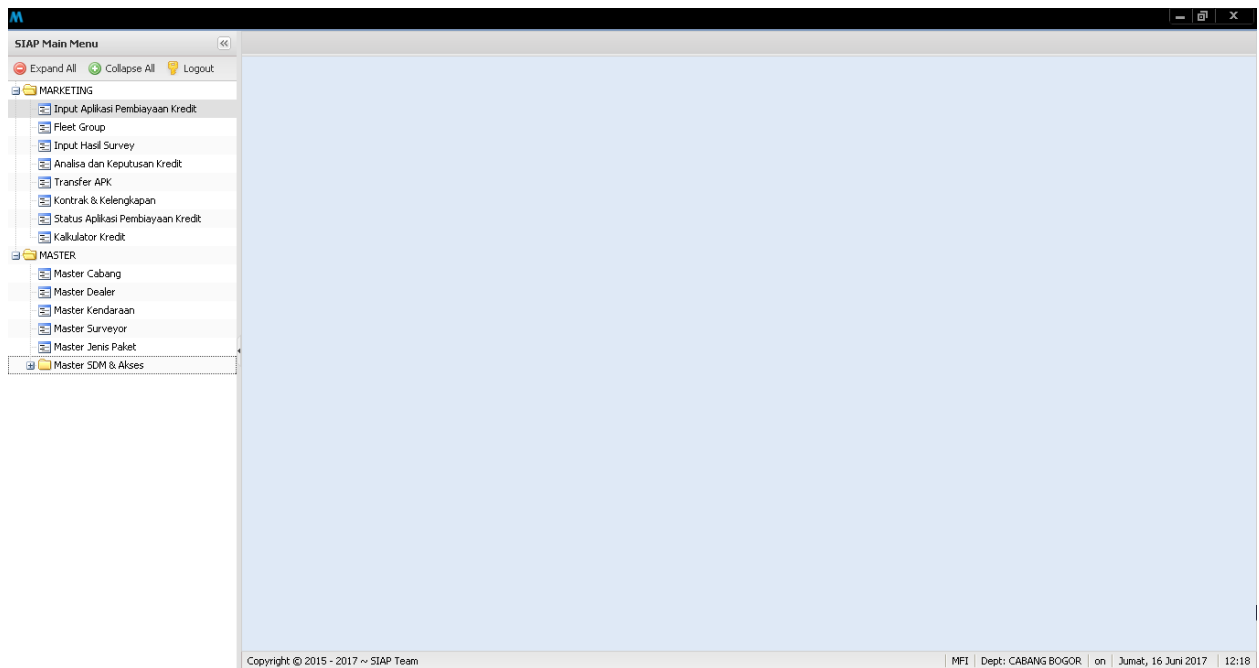 SIAP Main Menu
Expand All Collapse All Logout
MARKETING
Input Aplikasi Pembiayaan Kredit
Fleet Group
Input Hasil Survey
Analisa dan Keputusan Kredit
Transfer APK
Kontrak & Kelengkapan
Status Aplikasi Pembiayaan Kredit
Kalkulator Kredit
MASTER
Master Cabang
Master Dealer
Master Kendaraan
Master Surveyor
Master Jenis Paket
Master SDM & Akses
Copyright © 2015 - 2017 ~ SIAP Team MFI Dept: CABANG BOGOR on Jumat, 16 Juni 2017 12:18